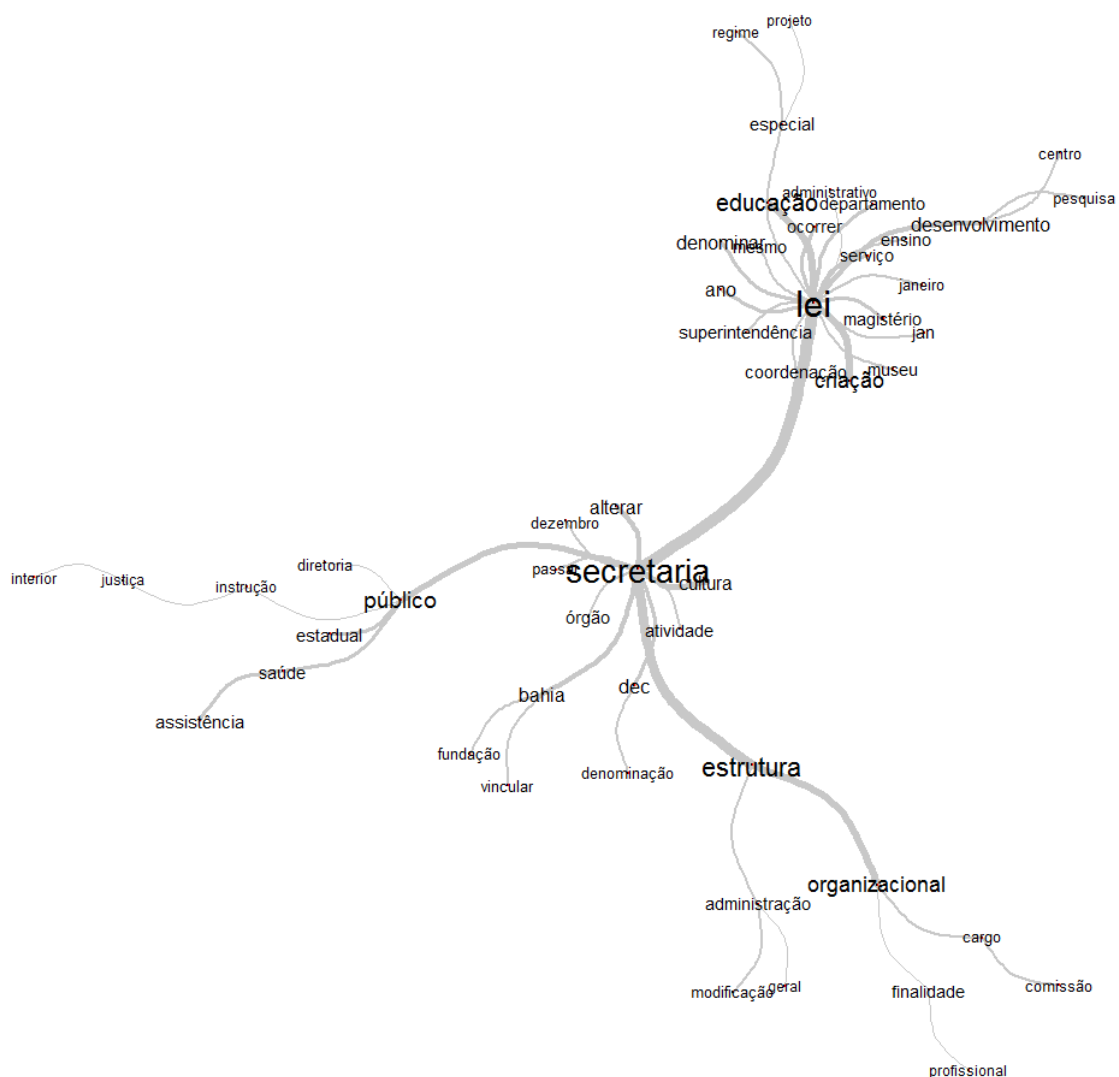 projeto
regime
especial
centro
administrativo
pesquisa
educação
departamento
ocorrer
desenvolvimento
denominar
mesmo
ensino
serviço
ano
janeiro
lei
magistério
superintendência
jan
coordenação
museu
criação
alterar
dezembro
passar
secretaria
diretoria
interior
justiça
instrução
cultura
público
órgão
atividade
estadual
saúde
bahia
dec
assistência
fundação
estrutura
denominação
vincular
organizacional
administração
cargo
comissão
geral
modificação
finalidade
profissional